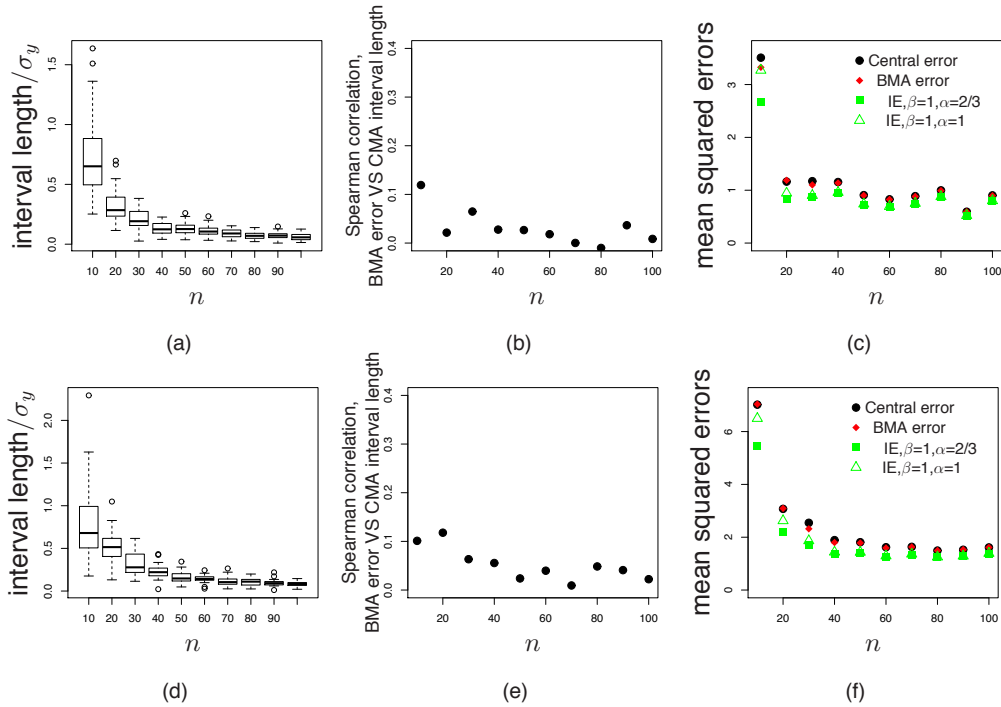 interval length/σ_y
0.0 0.5 1.0 1.5
10 20 30 40 50 60 70 80 90
n
(a)
Spearman correlation,
BMA error VS CMA interval length
0.0 0.1 0.2 0.3 0.4
20 40 60 80 100
n
(b)
mean squared errors
0 1 2 3
Central error
BMA error
IE,β=1,α=2/3
IE,β=1,α=1
20 40 60 80 100
n
(c)
interval length/σ_y
0.0 0.5 1.0 1.5 2.0
10 20 30 40 50 60 70 80 90
n
(d)
Spearman correlation,
BMA error VS CMA interval length
0.0 0.1 0.2 0.3 0.4
20 40 60 80 100
n
(e)
mean squared errors
0 2 4 6
Central error
BMA error
IE,β=1,α=2/3
IE,β=1,α=1
20 40 60 80 100
n
(f)